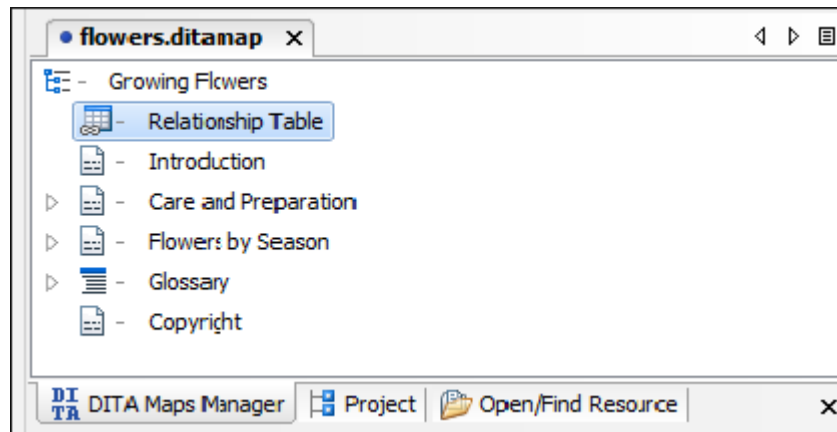 flowers.ditamap
Growing Flowers
Relationship Table
Introduction
Care and Preparation
Flowers by Season
Glossary
Copyright
DITA DITA Maps Manager Project Open/Find Resource